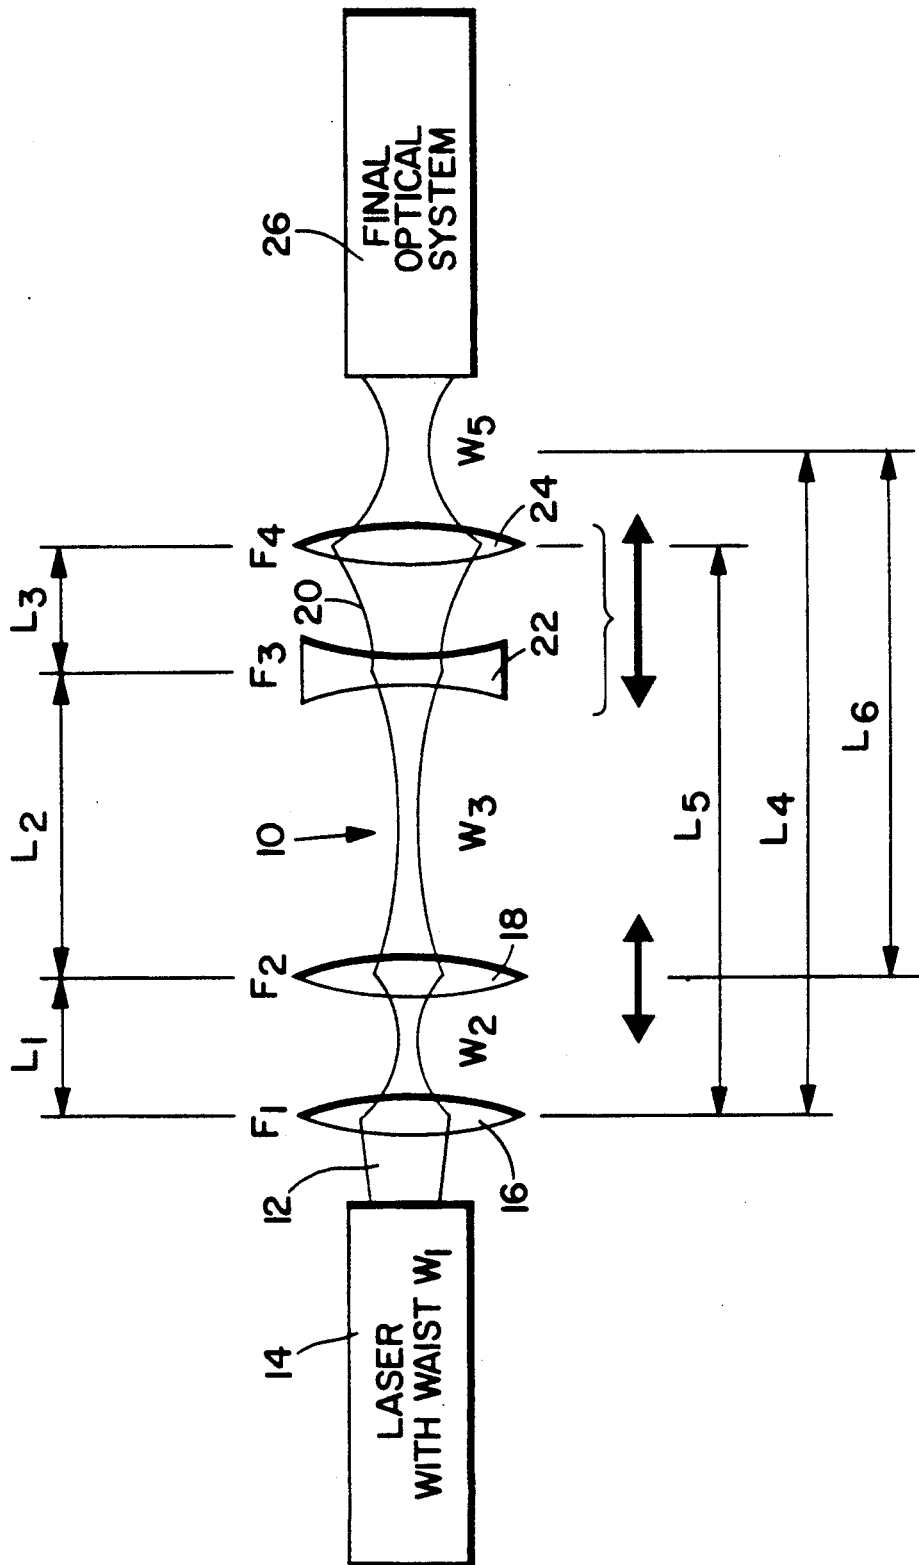 L1
L2
L3
F1
F2
F3
F4
14
12
16
18
10
20
22
24
26
LASER
WITH WAIST W1
W2
W3
W5
FINAL
OPTICAL
SYSTEM
L5
L4
L6